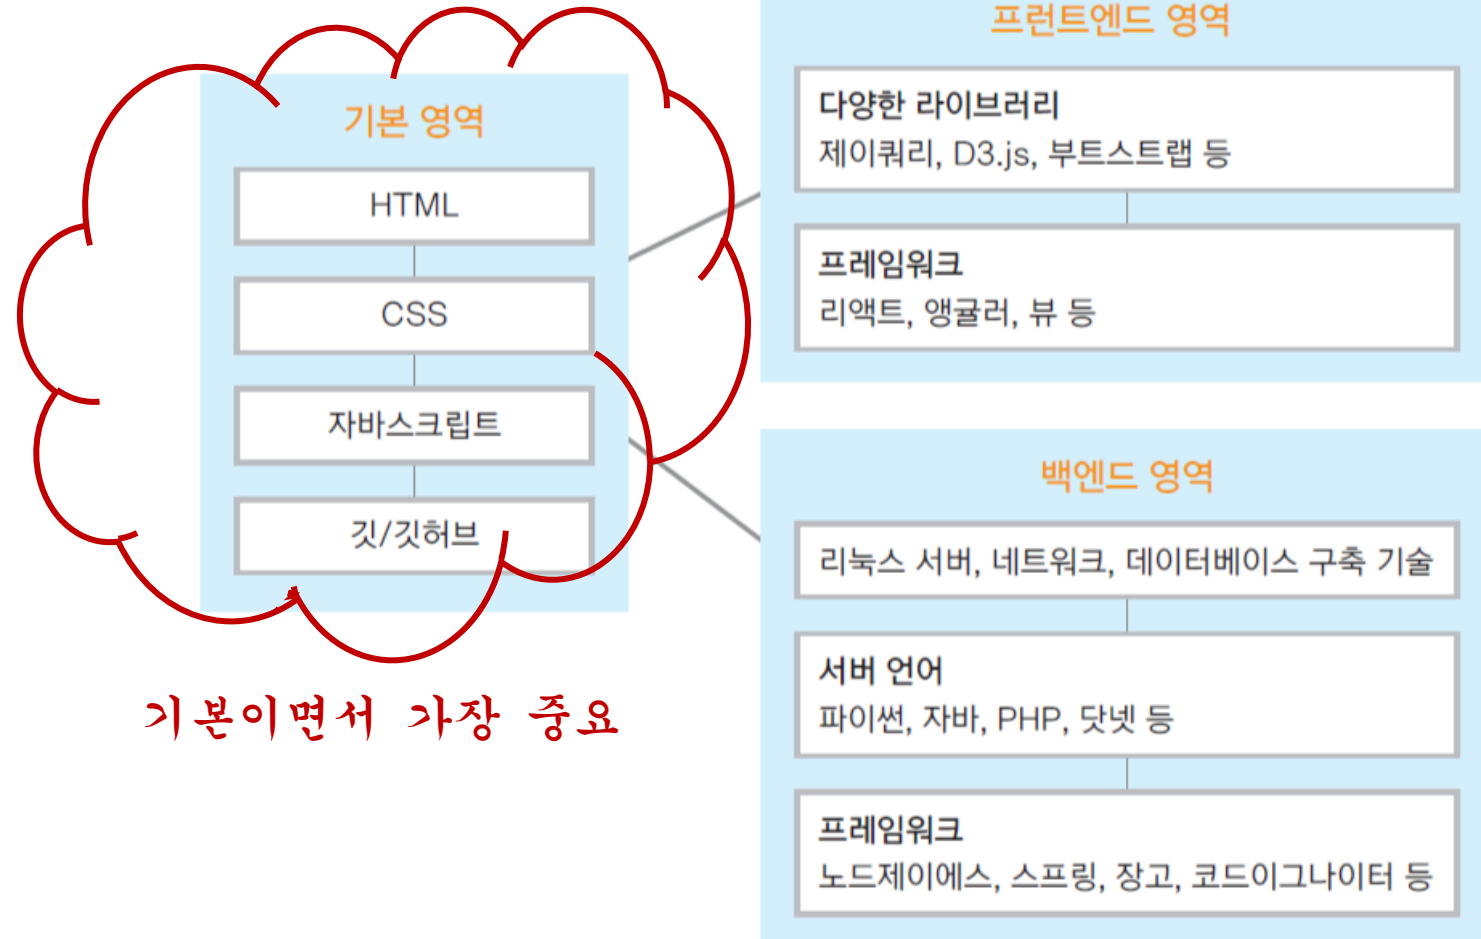 기본 영역
HTML
CSS
자바스크립트
깃/깃허브
기본이면서 가장 중요
프런트엔드 영역
다양한 라이브러리
제이쿼리, D3.js, 부트스트랩 등
프레임워크
리액트, 앵귤러, 뷰 등
백엔드 영역
리눅스 서버, 네트워크, 데이터베이스 구축 기술
서버 언어
파이썬, 자바, PHP, 닷넷 등
프레임워크
노드제이에스, 스프링, 장고, 코드이그나이터 등